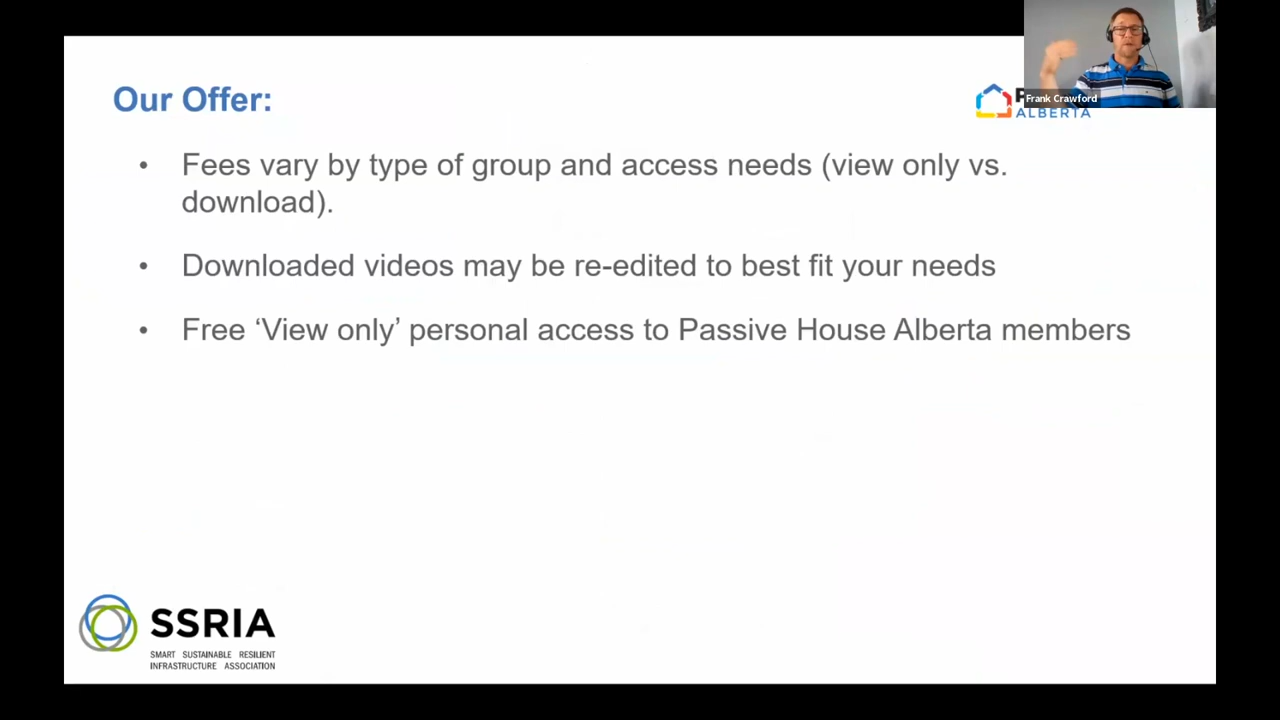 Our Offer:
Frank Crawford
ALBERTA
• Fees vary by type of group and access needs (view only vs.
download).
• Downloaded videos may be re-edited to best fit your needs
• Free ‘View only’ personal access to Passive House Alberta members
SSRIA
SMART SUSTAINABLE RESILIENT
INFRASTRUCTURE ASSOCIATION